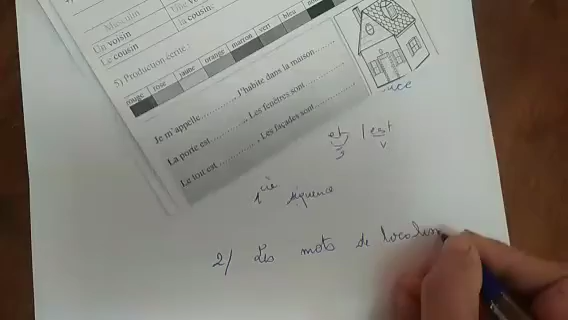 Masculin
Un voisin
Le cousin
la cousine
5) Production écrite :
rouge rose jaune orange marron vert bleu
Je m'appelle............. J'habite dans la maison..........
La porte est ............. Les fenêtres sont ..............
Le toit est ............. Les façades sont..............
et | est
1ère séquence
2/ Les mots de localisa